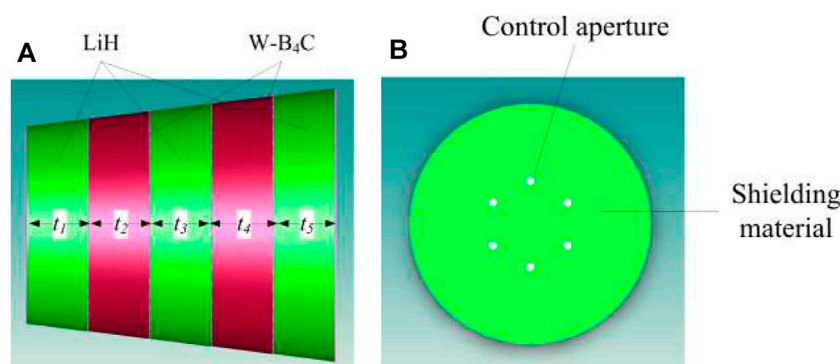 A
LiH
W-B₄C
t₁
t₂
t₃
t₄
t₅
B
Control aperture
Shielding
material